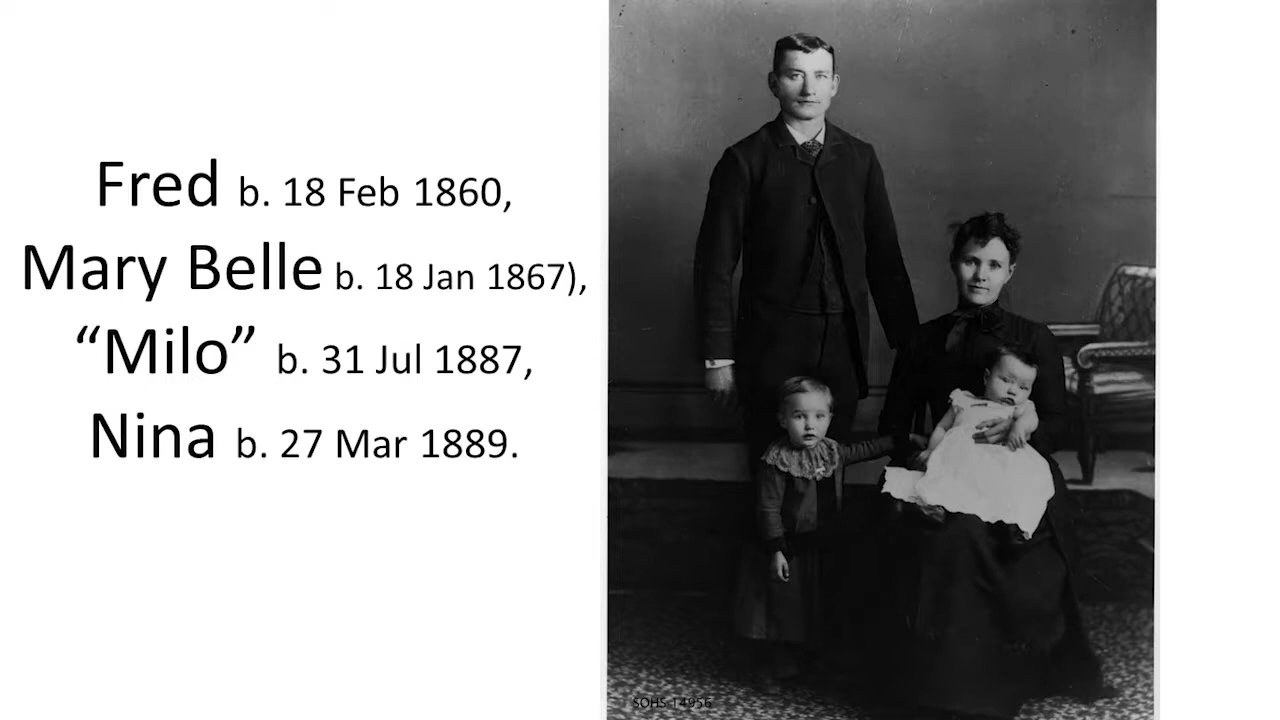 Fred b. 18 Feb 1860,
Mary Belle b. 18 Jan 1867),
“Milo” b. 31 Jul 1887,
Nina b. 27 Mar 1889.
SOHS 14956